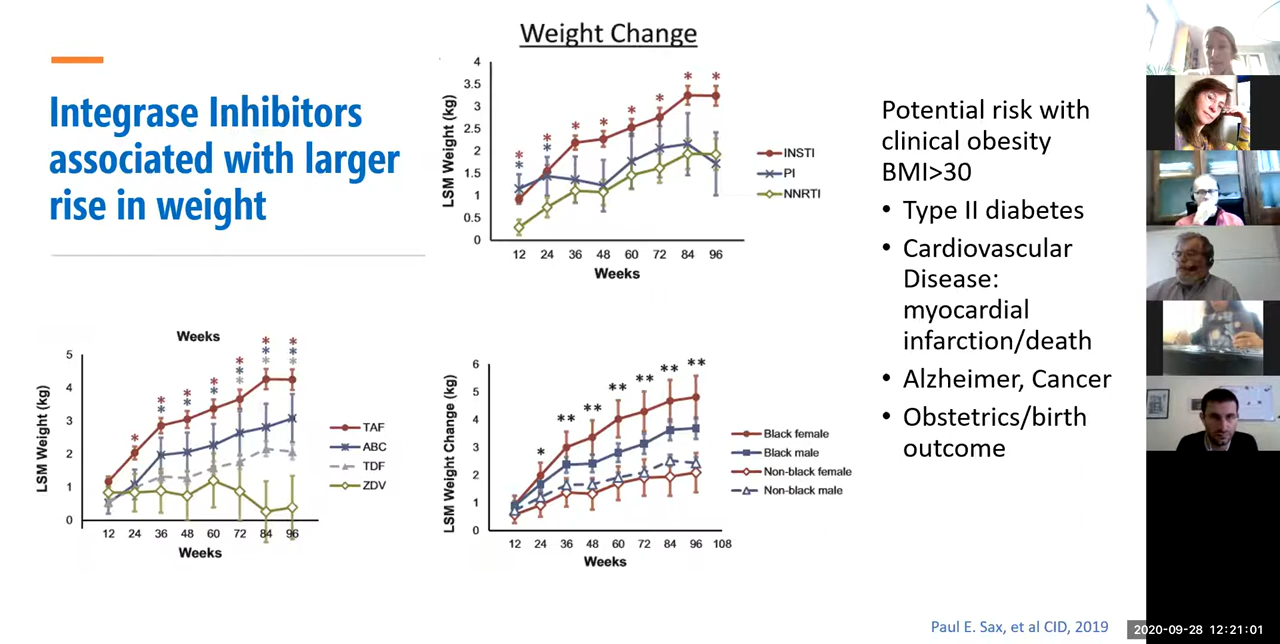 Integrase Inhibitors
associated with larger
rise in weight
Weight Change
LSM Weight (kg)
4
3.5
3
2.5
2
1.5
1
0.5
0
12 24 36 48 60 72 84 96
Weeks
INSTI
PI
NNRTI
Weeks
LSM Weight (kg)
5
4
3
2
1
0
12 24 36 48 60 72 84 96
Weeks
TAF
ABC
TDF
ZDV
LSM Weight Change (kg)
6
5
4
3
2
1
0
12 24 36 48 60 72 84 96 108
Weeks
Black female
Black male
Non-black female
Non-black male
Potential risk with
clinical obesity
BMI>30
• Type II diabetes
• Cardiovascular
Disease:
myocardial
infarction/death
• Alzheimer, Cancer
• Obstetrics/birth
outcome
Paul E. Sax, et al CID, 2019
2020-09-28 12:21:01